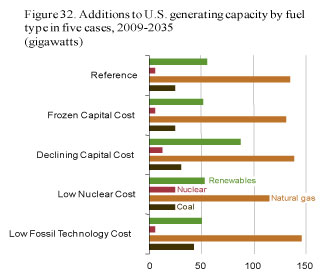 Figure 32. Additions to U.S. generating capacity by fuel
type in five cases, 2009-2035
(gigawatts)
Reference
Frozen Capital Cost
Declining Capital Cost
Low Nuclear Cost
Renewables
Nuclear
Natural gas
Coal
Low Fossil Technology Cost
0 50 100 150